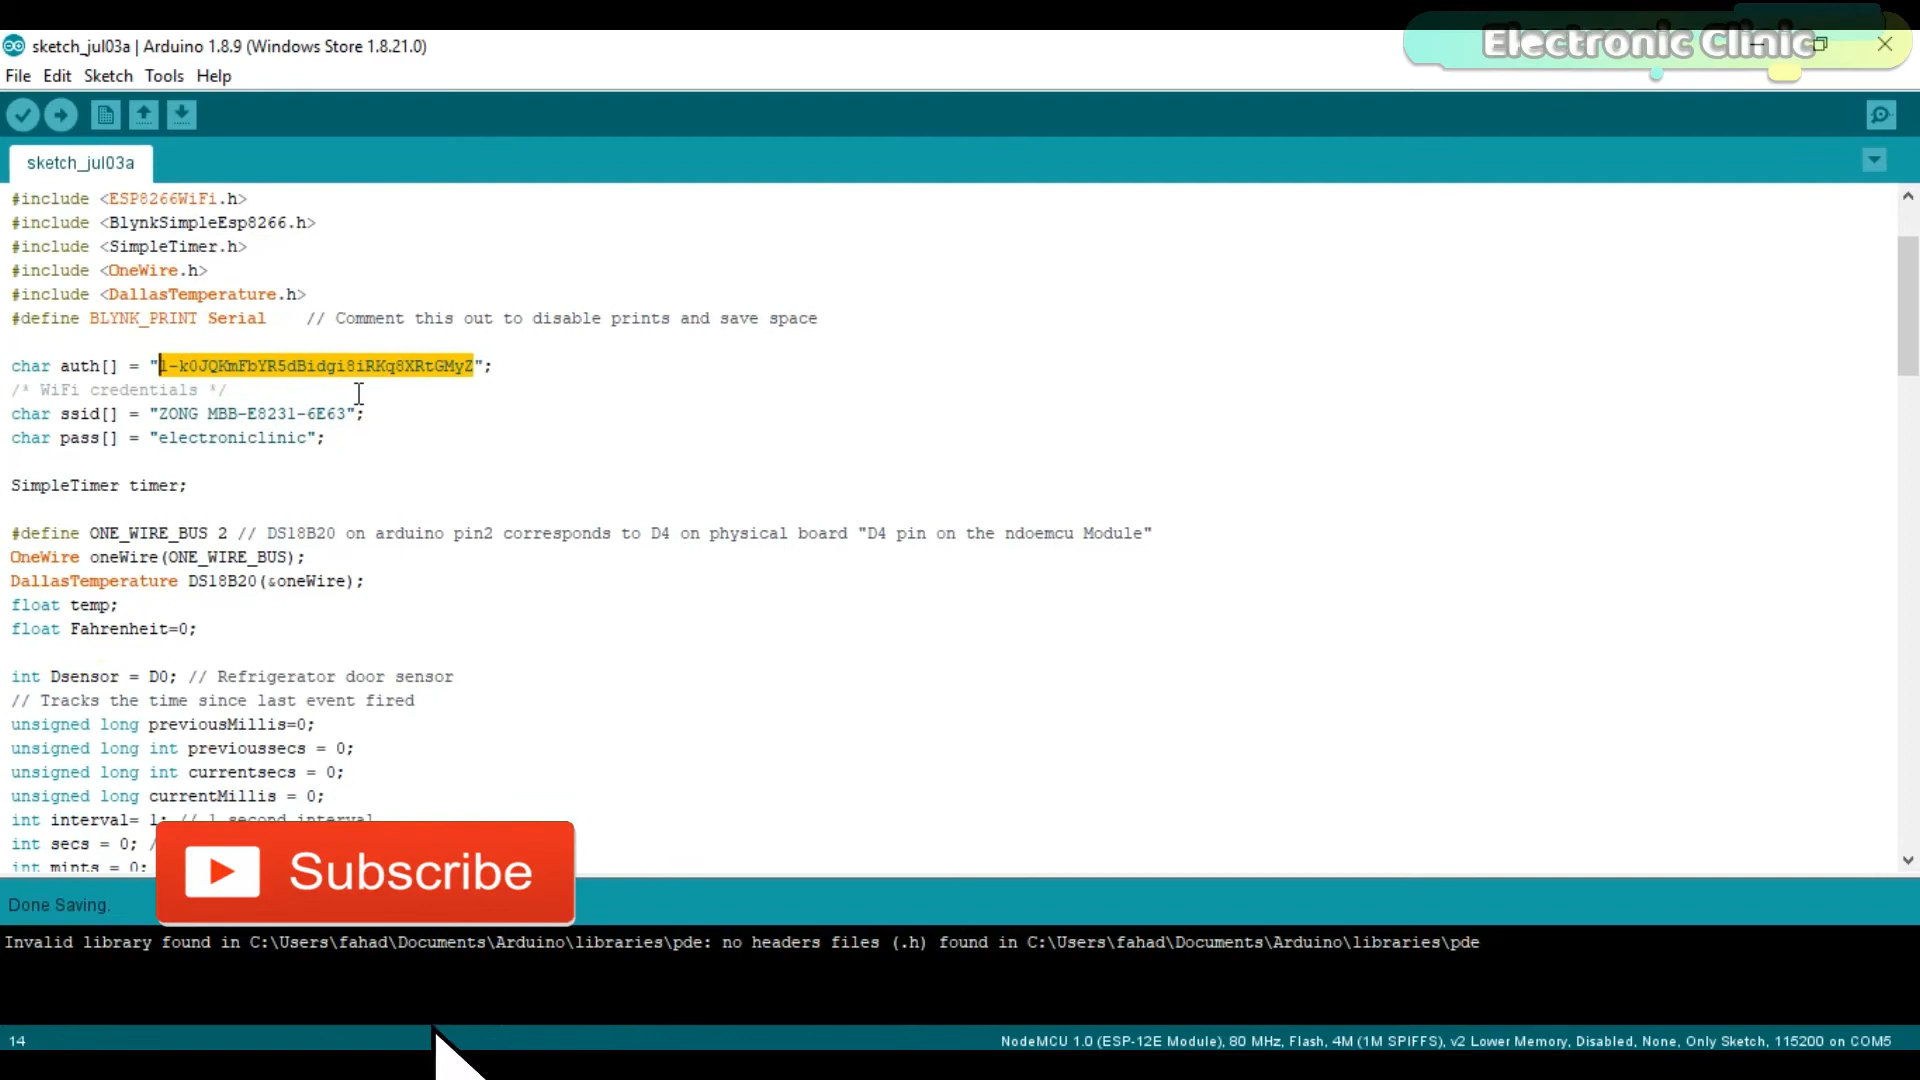 Electronic Clinic
sketch_jul03a | Arduino 1.8.9 (Windows Store 1.8.21.0)
File Edit Sketch Tools Help
sketch_jul03a
#include <ESP8266WiFi.h>
#include <BlynkSimpleEsp8266.h>
#include <SimpleTimer.h>
#include <OneWire.h>
#include <DallasTemperature.h>
#define BLYNK_PRINT Serial    // Comment this out to disable prints and save space
char auth[] = "l-k0JQKmFbYR5dBidgi8iRKq8XRtGMyZ";
/* WiFi credentials */
char ssid[] = "ZONG MBB-E8231-6E63";
char pass[] = "electroniclinic";
SimpleTimer timer;
#define ONE_WIRE_BUS 2 // DS18B20 on arduino pin2 corresponds to D4 on physical board "D4 pin on the ndoemcu Module"
OneWire oneWire(ONE_WIRE_BUS);
DallasTemperature DS18B20(&oneWire);
float temp;
float Fahrenheit=0;
int Dsensor = D0; // Refrigerator door sensor
// Tracks the time since last event fired
unsigned long previousMillis=0;
unsigned long int previoussecs = 0;
unsigned long int currentsecs = 0;
unsigned long currentMillis = 0;
int interval= 1; // 1 second interval
int secs = 0; /
int mints = 0;
Subscribe
Done Saving.
Invalid library found in C:\Users\fahad\Documents\Arduino\libraries\pde: no headers files (.h) found in C:\Users\fahad\Documents\Arduino\libraries\pde
14
NodeMCU 1.0 (ESP-12E Module), 80 MHz, Flash, 4M (1M SPIFFS), v2 Lower Memory, Disabled, None, Only Sketch, 115200 on COM5